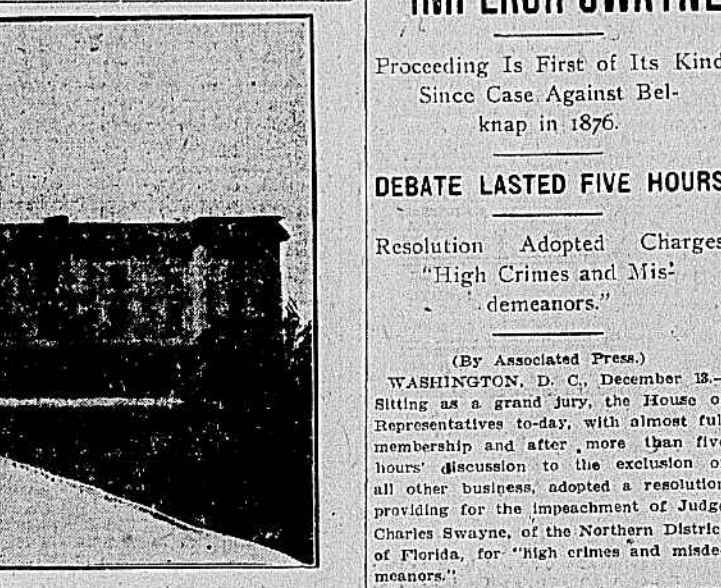 Proceeding Is First of Its Kind
Since Case Against Bel-
knap in 1876.
DEBATE LASTED FIVE HOURS
Resolution Adopted Charges
"High Crimes and Mis-
demeanors."
(By Associated Press.)
WASHINGTON, D. C., December 13.—
Sitting as a grand jury, the House o
Representatives to-day, with almost ful
membership and after more than five
hours' discussion to the exclusion o
all other business, adopted a resolution
providing for the impeachment of Judge
Charles Swayne, of the Northern Distric
of Florida, for "high crimes and misde-
meanors."